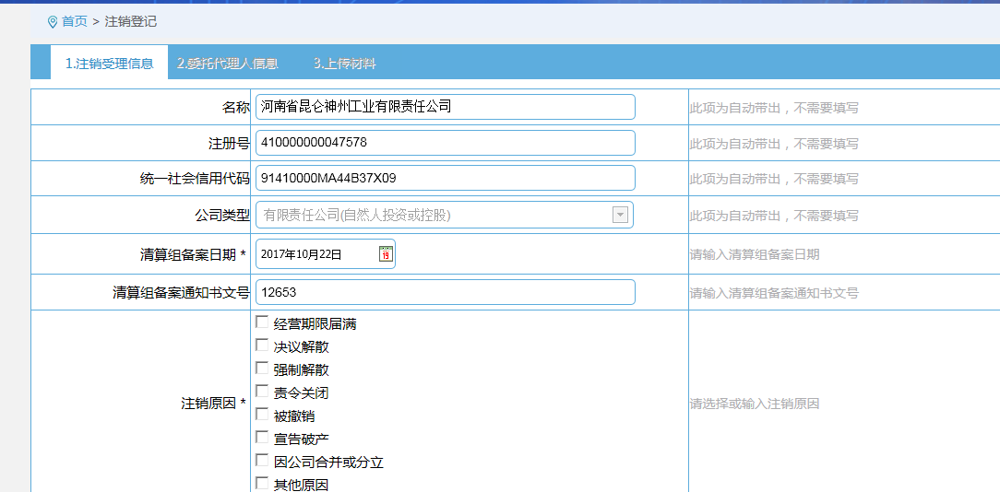 首页 > 注销登记
1.注销受理信息 2.委托代理人信息 3.上传材料
名称 河南省昆仑神州工业有限责任公司 此项为自动带出，不需要填写
注册号 410000000047578 此项为自动带出，不需要填写
统一社会信用代码 91410000MA44B37X09 此项为自动带出，不需要填写
公司类型 有限责任公司(自然人投资或控股) 此项为自动带出，不需要填写
清算组备案日期 * 2017年10月22日 19 请输入清算组备案日期
清算组备案通知书文号 12653 请输入清算组备案通知书文号
经营期限届满
决议解散
强制解散
责令关闭
注销原因 * 请选择或输入注销原因
被撤销
宣告破产
因公司合并或分立
其他原因